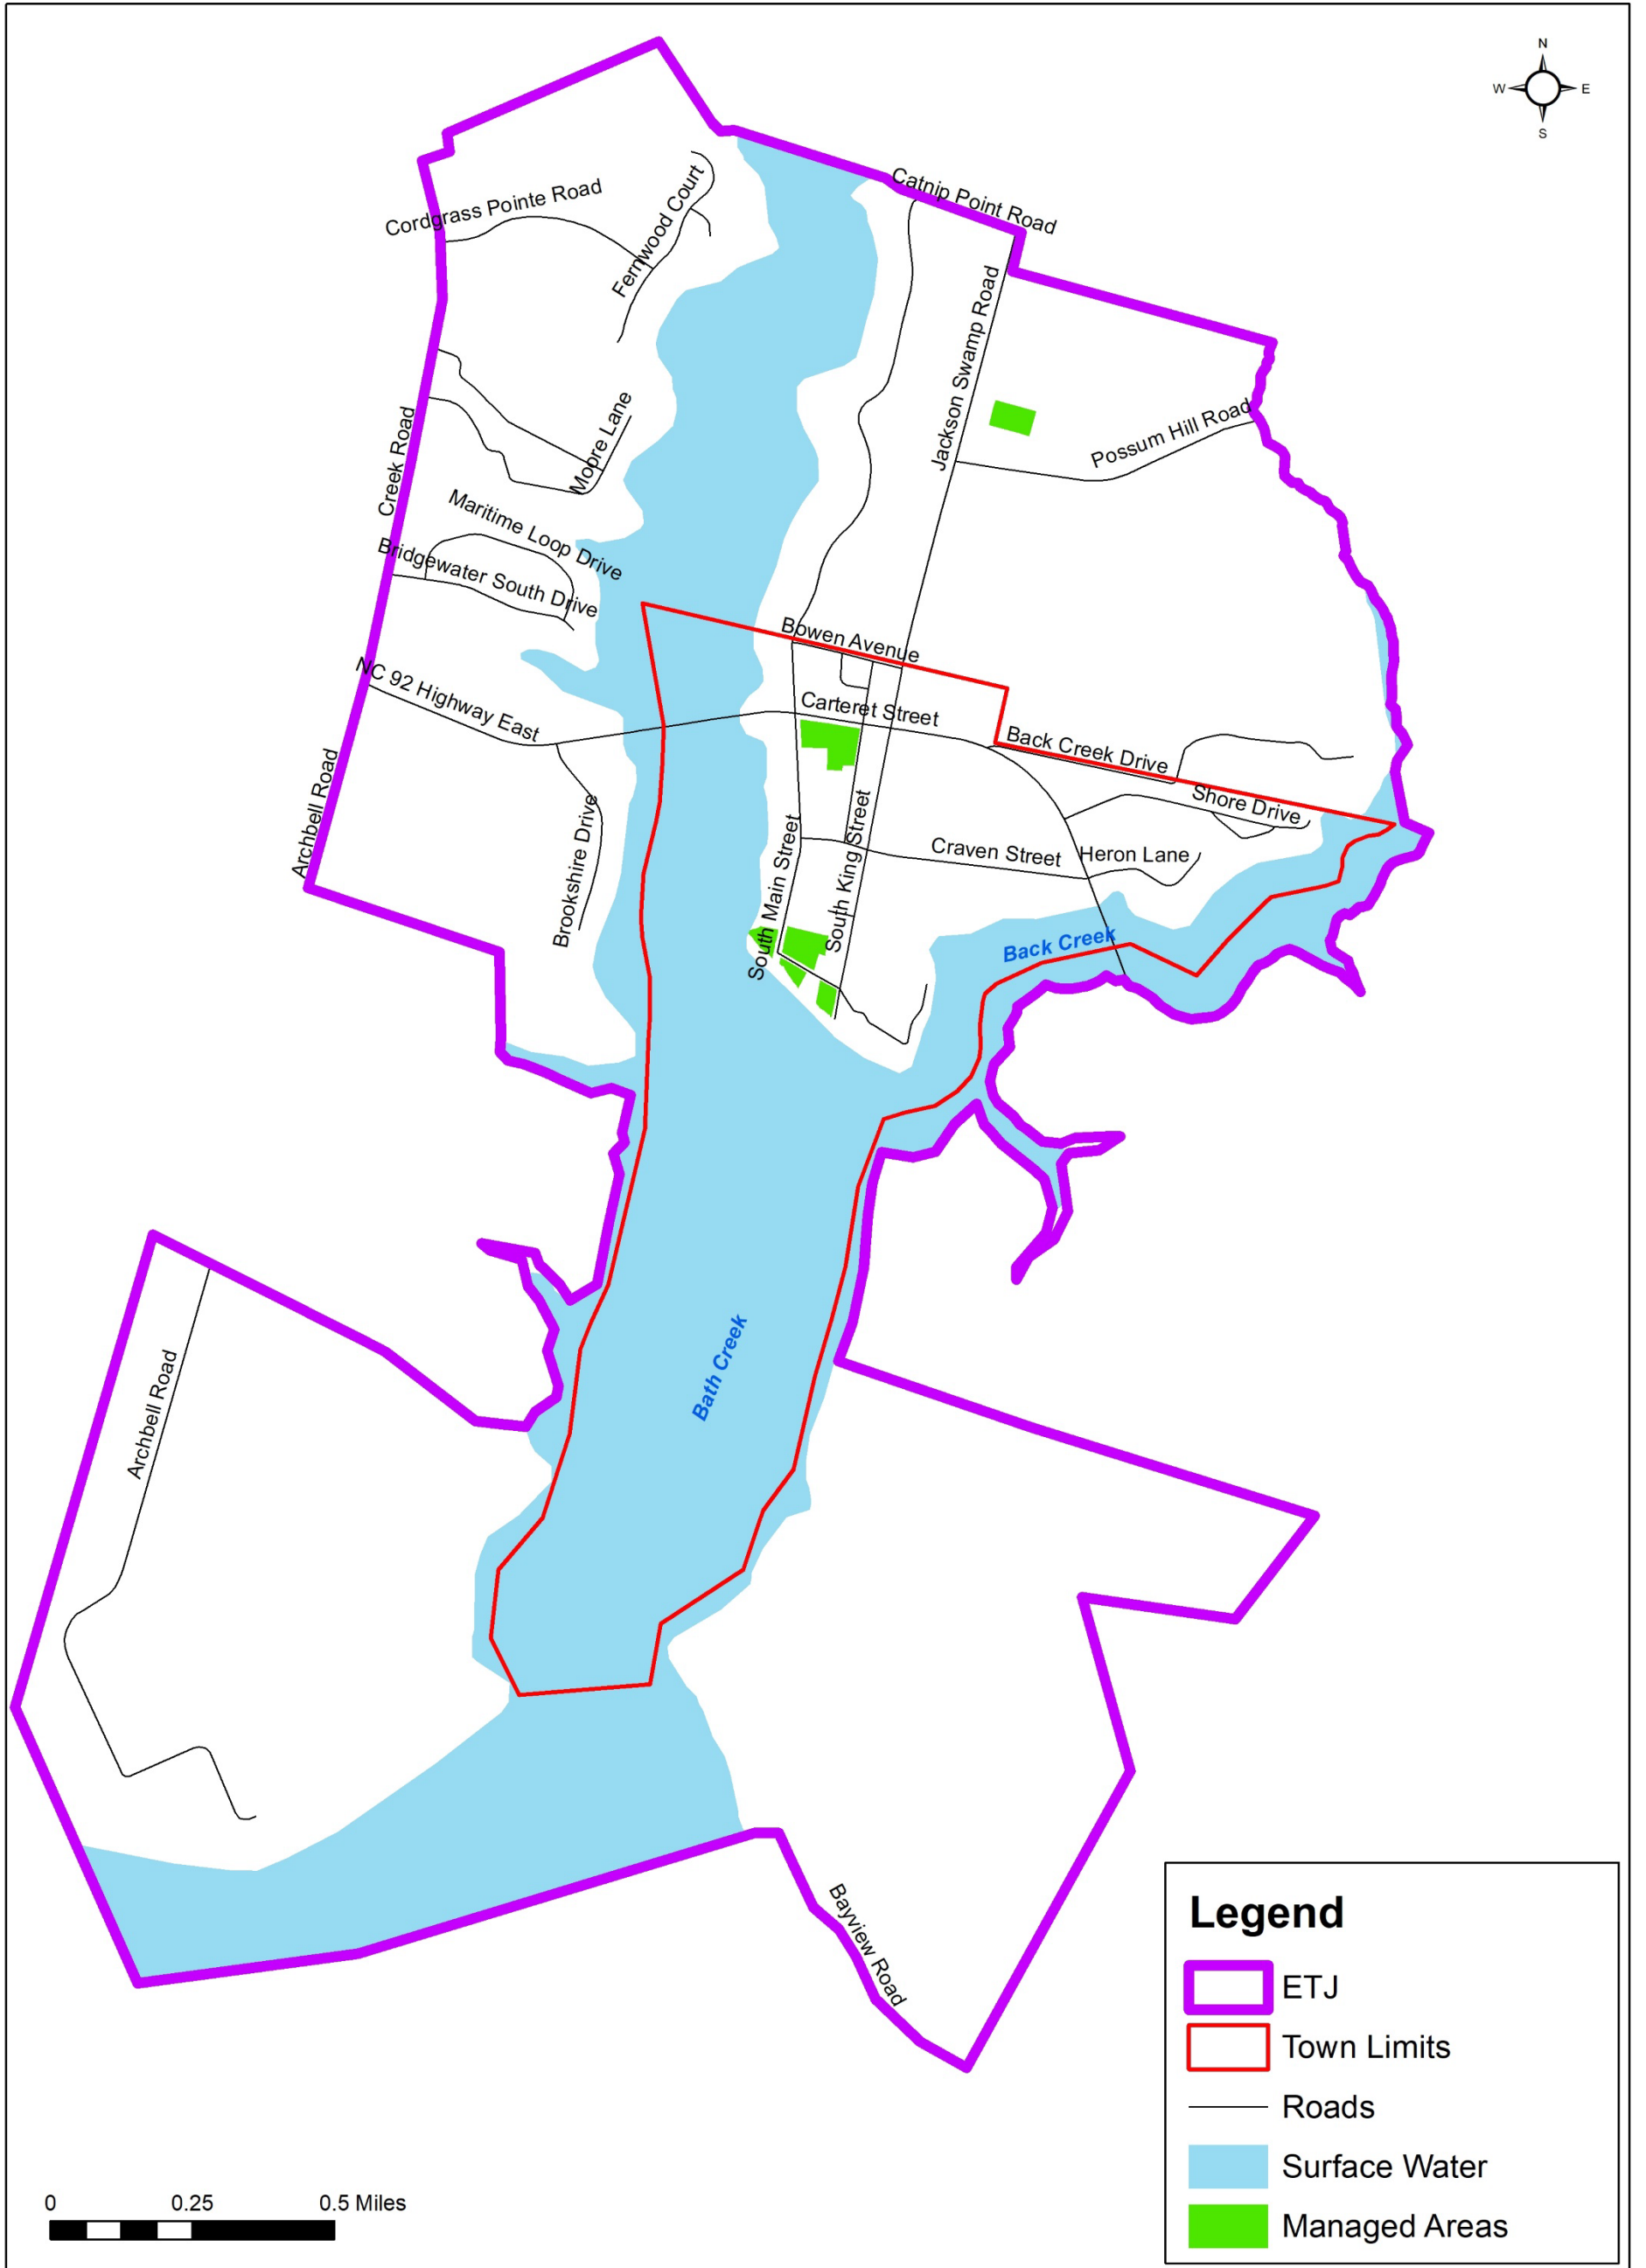 N
W
E
S
Catnip Point Road
Cordgrass Pointe Road
Fernwood Court
Jackson Swamp Road
Possum Hill Road
Moore Lane
Creek Road
Maritime Loop Drive
Bridgewater South Drive
Bowen Avenue
NC 92 Highway East
Carteret Street
Back Creek Drive
Shore Drive
Archbell Road
Brookshire Drive
South Main Street
South King Street
Craven Street
Heron Lane
Back Creek
Bath Creek
Archbell Road
Bayview Road
Legend
ETJ
Town Limits
Roads
Surface Water
Managed Areas
0 0.25 0.5 Miles